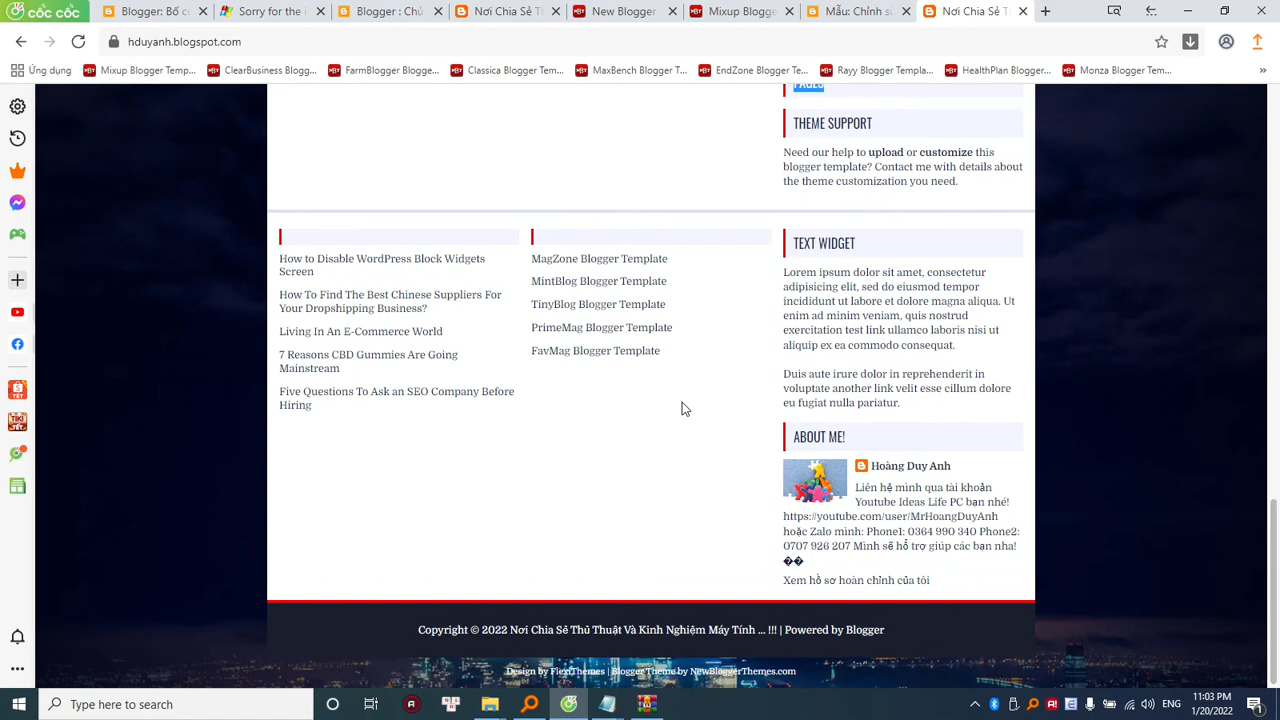 cốc cốc
Blogger: Bố c
Sorry for the i
Blogger : Chủ
Nơi Chia Sẻ T
New Blogger
Mixup Blogge
Mẫu: Chính s
Nơi Chia Sẻ T
hduyanh.blogspot.com
Ứng dụng
Mixup Blogger Temp...
ClearBusiness Blogg...
FarmBlogger Blogge...
Classica Blogger Tem...
MaxBench Blogger T...
EndZone Blogger Te...
Rayy Blogger Templa...
HealthPlan Blogger...
Monza Blogger Tem...
PAGES
THEME SUPPORT
Need our help to upload or customize this
blogger template? Contact me with details about
the theme customization you need.
How to Disable WordPress Block Widgets
Screen
How To Find The Best Chinese Suppliers For
Your Dropshipping Business?
Living In An E-Commerce World
7 Reasons CBD Gummies Are Going
Mainstream
Five Questions To Ask an SEO Company Before
Hiring
MagZone Blogger Template
MintBlog Blogger Template
TinyBlog Blogger Template
PrimeMag Blogger Template
FavMag Blogger Template
TEXT WIDGET
Lorem ipsum dolor sit amet, consectetur
adipisicing elit, sed do eiusmod tempor
incididunt ut labore et dolore magna aliqua. Ut
enim ad minim veniam, quis nostrud
exercitation test link ullamco laboris nisi ut
aliquip ex ea commodo consequat.
Duis aute irure dolor in reprehenderit in
voluptate another link velit esse cillum dolore
eu fugiat nulla pariatur.
ABOUT ME!
Hoàng Duy Anh
Liên hệ mình qua tài khoản
Youtube Ideas Life PC bạn nhé!
https://youtube.com/user/MrHoangDuyAnh
hoặc Zalo mình: Phone1: 0364 990 340 Phone2:
0707 926 207 Mình sẽ hỗ trợ giúp các bạn nha!
��
Xem hồ sơ hoàn chỉnh của tôi
Copyright © 2022 Nơi Chia Sẻ Thủ Thuật Và Kinh Nghiệm Máy Tính ... !!! | Powered by Blogger
Design by FlexiThemes | Blogger Theme by NewBloggerThemes.com
Type here to search
ENG
11:03 PM
1/20/2022